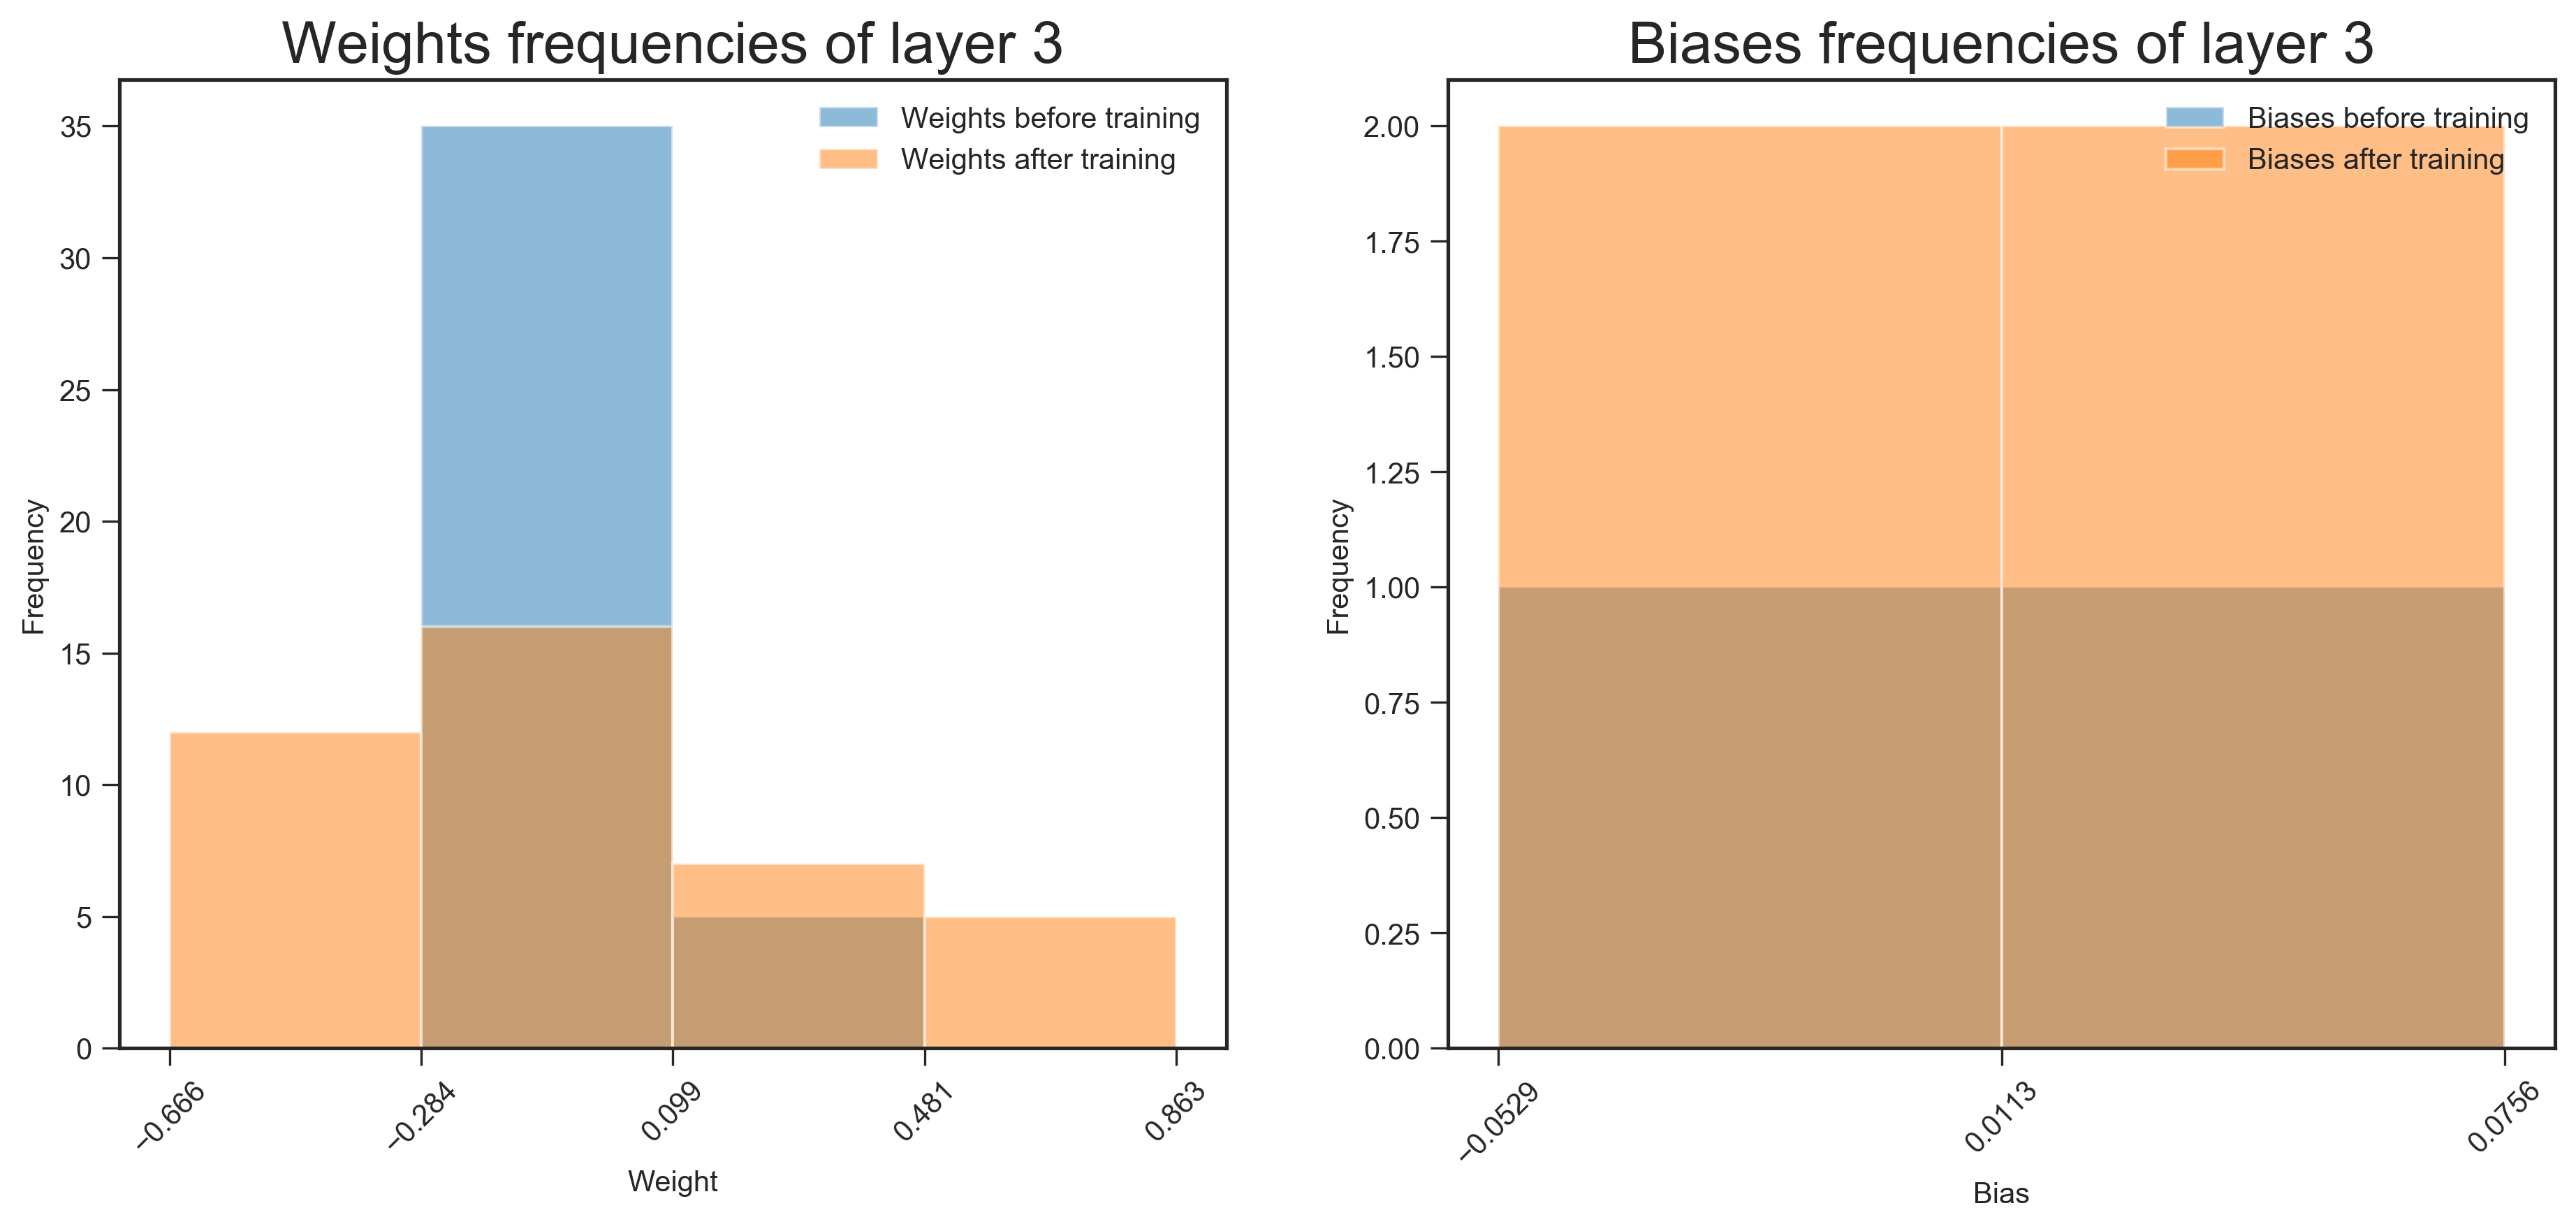 Weights frequencies of layer 3
Weights before training
Weights after training
35
30
25
20
15
10
5
0
Frequency
−0.666
−0.284
0.099
0.481
0.863
Weight
Biases frequencies of layer 3
Biases before training
Biases after training
2.00
1.75
1.50
1.25
1.00
0.75
0.50
0.25
0.00
Frequency
−0.0529
0.0113
0.0756
Bias